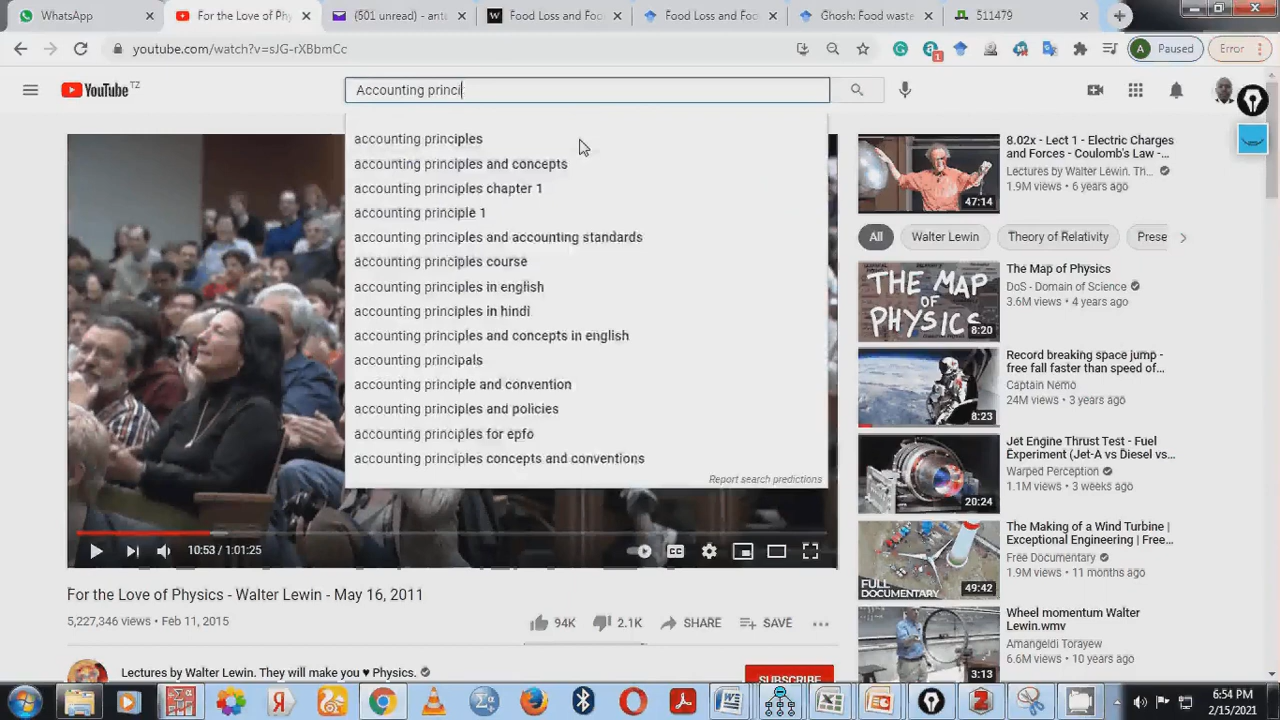 WhatsApp
For the Love of Phy
(501 unread) - ant
Food Loss and Foo
Food Loss and Foo
Ghosh: Food waste
511479
youtube.com/watch?v=sJG-rXBbmCc
1
A Paused
Error
YouTube TZ
Accounting princi
accounting principles
accounting principles and concepts
accounting principles chapter 1
accounting principle 1
accounting principles and accounting standards
accounting principles course
accounting principles in english
accounting principles in hindi
accounting principles and concepts in english
accounting principals
accounting principle and convention
accounting principles and policies
accounting principles for epfo
accounting principles concepts and conventions
Report search predictions
10:53 / 1:01:25
CC
For the Love of Physics - Walter Lewin - May 16, 2011
5,227,346 views • Feb 11, 2015
94K
2.1K
SHARE
SAVE
Lectures by Walter Lewin. They will make you ♥ Physics.
SUBSCRIBE
8.02x - Lect 1 - Electric Charges
and Forces - Coulomb's Law -...
Lectures by Walter Lewin. Th...
1.9M views • 6 years ago
47:14
All
Walter Lewin
Theory of Relativity
Prese
THE MAP
OF
PHYSICS
8:20
The Map of Physics
DoS - Domain of Science
3.6M views • 4 years ago
Record breaking space jump -
free fall faster than speed of...
Captain Nemo
24M views • 3 years ago
8:23
Jet Engine Thrust Test - Fuel
Experiment (Jet-A vs Diesel vs...
Warped Perception
1.1M views • 3 weeks ago
20:24
The Making of a Wind Turbine |
Exceptional Engineering | Free...
Free Documentary
1.9M views • 11 months ago
FULL
DOCUMENTARY
49:42
Wheel momentum Walter
Lewin.wmv
Amangeldi Torayew
6.6M views • 10 years ago
3:13
6:54 PM
2/15/2021